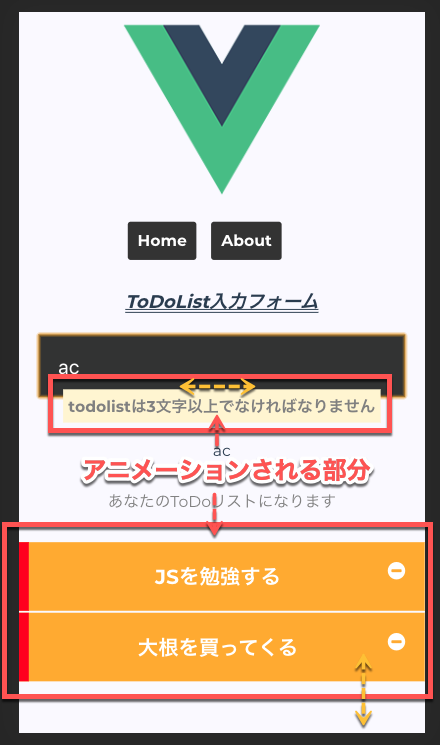 Home About
ToDoList入力フォーム
ac
todolistは3文字以上でなければなりません
ac
アニメーションされる部分
あなたのToDoリストになります
JSを勉強する
大根を買ってくる